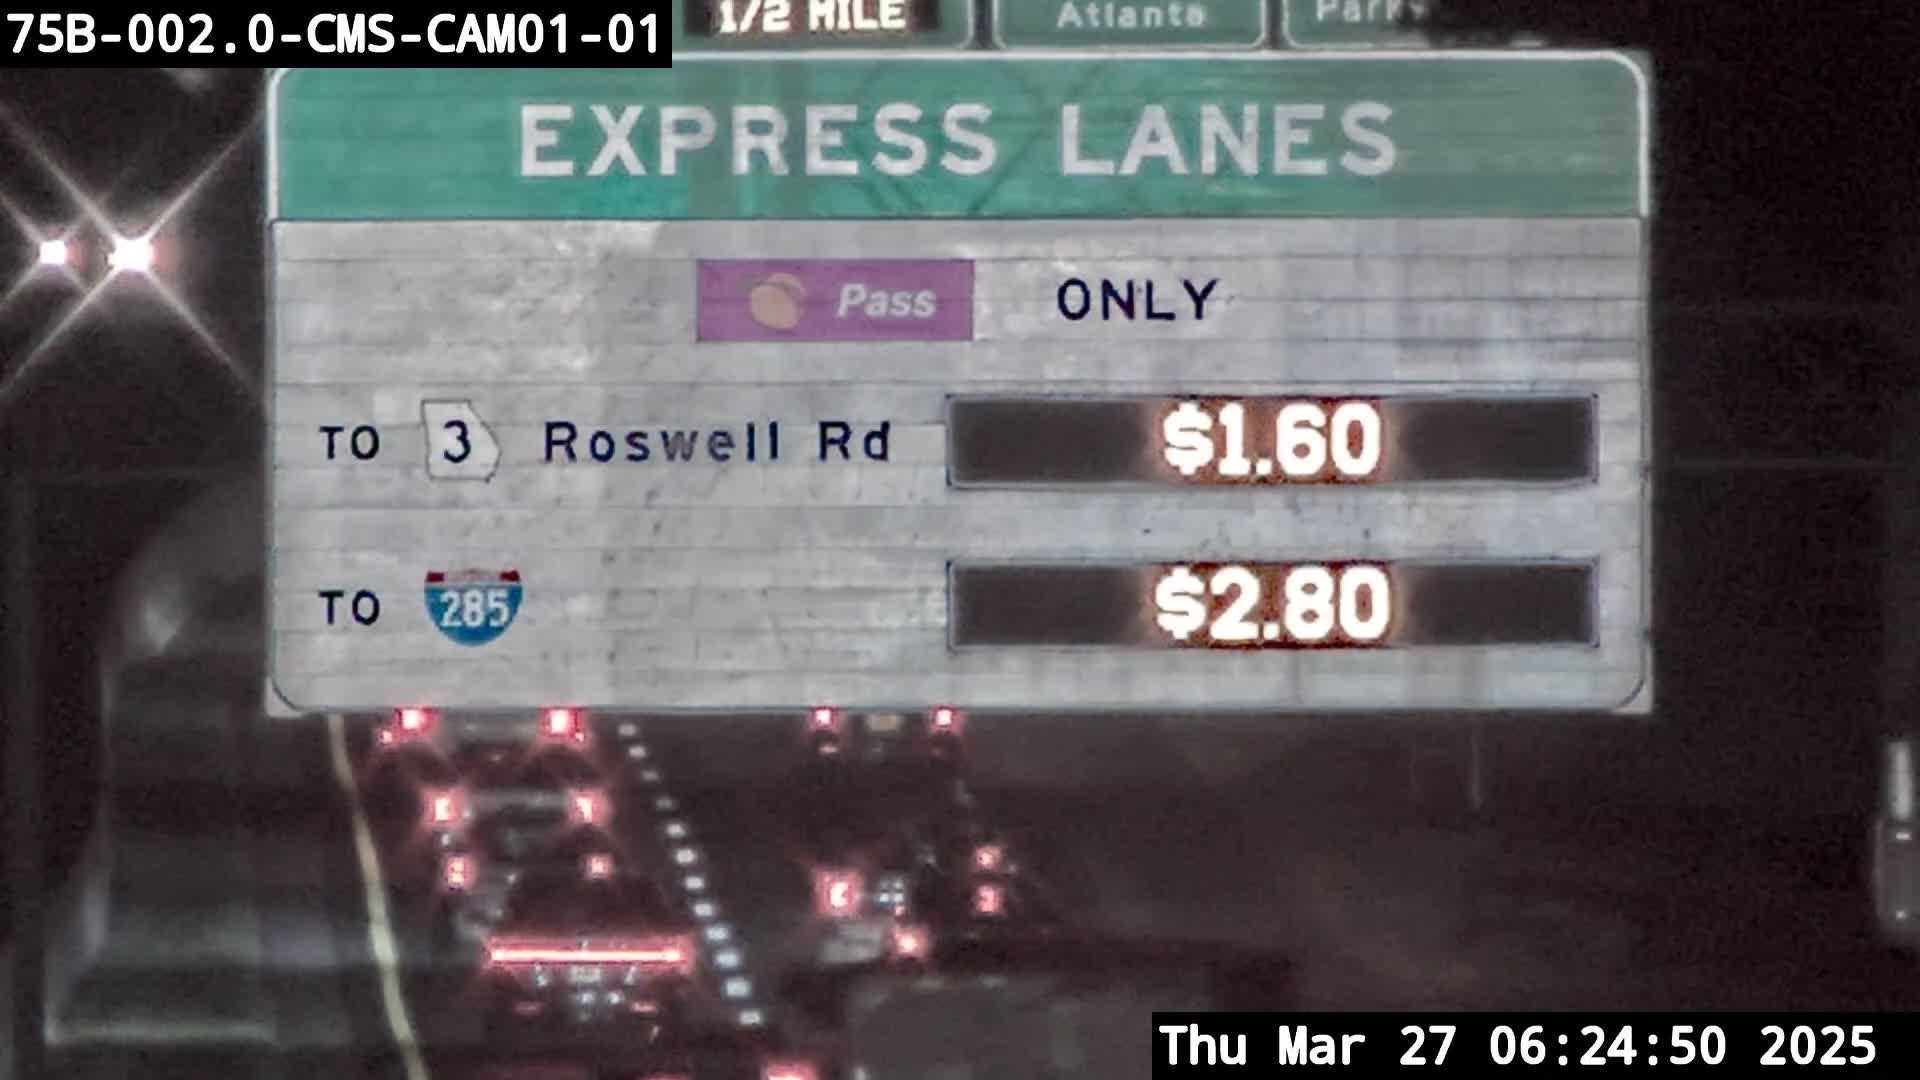 75B-002.0-CMS-CAM01-01
1/2 MILE
Atlanta
EXPRESS LANES
Pass ONLY
TO 3 Roswell Rd $1.60
TO 285 $2.80
Thu Mar 27 06:24:50 2025